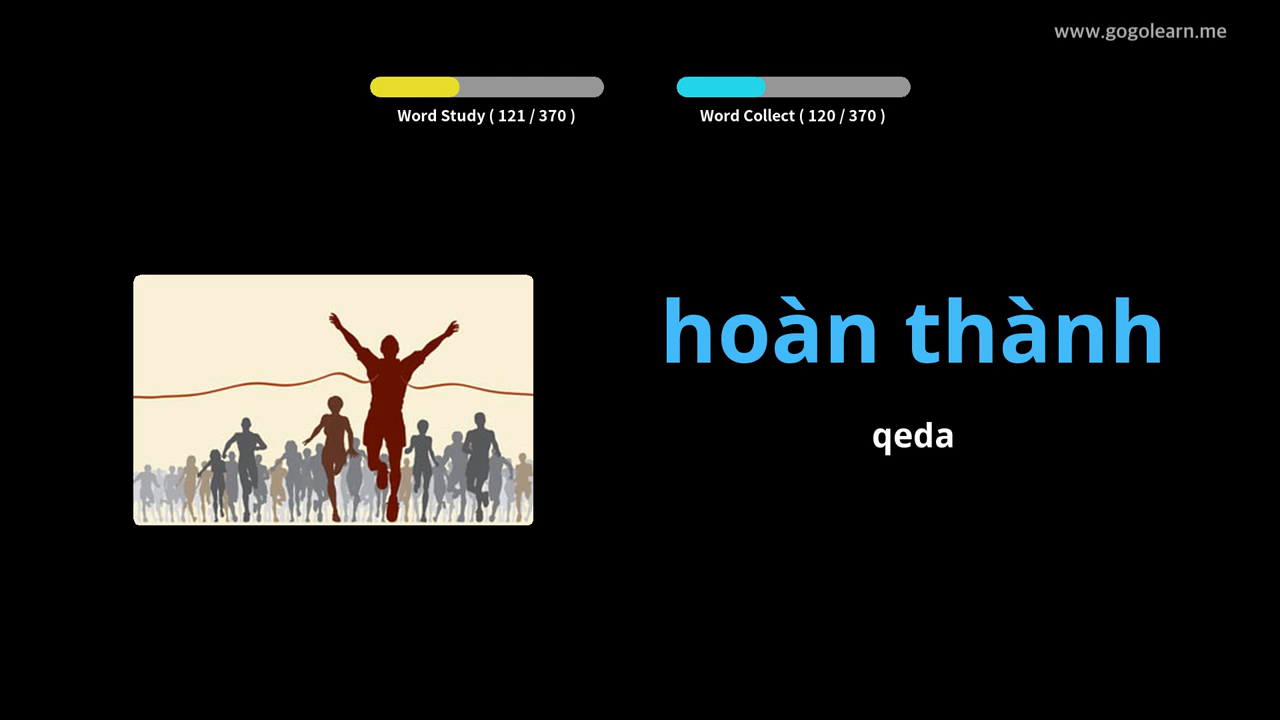 www.gogolearn.me
Word Study ( 121 / 370 )
Word Collect ( 120 / 370 )
hoàn thành
qeda